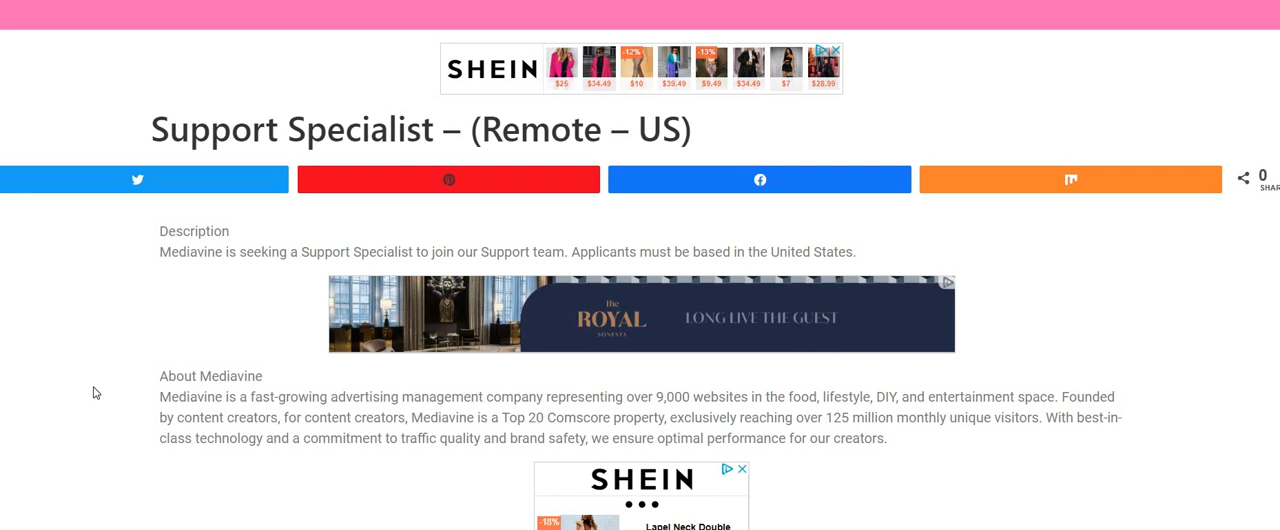 SHEIN
-12%
-13%
$25
$34.49
$10
$39.49
$9.49
$34.49
$7
$28.99
Support Specialist – (Remote – US)
0
SHAR
Description
Mediavine is seeking a Support Specialist to join our Support team. Applicants must be based in the United States.
the
ROYAL
SONESTA
LONG LIVE THE GUEST
About Mediavine
Mediavine is a fast-growing advertising management company representing over 9,000 websites in the food, lifestyle, DIY, and entertainment space. Founded
by content creators, for content creators, Mediavine is a Top 20 Comscore property, exclusively reaching over 125 million monthly unique visitors. With best-in-
class technology and a commitment to traffic quality and brand safety, we ensure optimal performance for our creators.
SHEIN
-18%
Lapel Neck Double